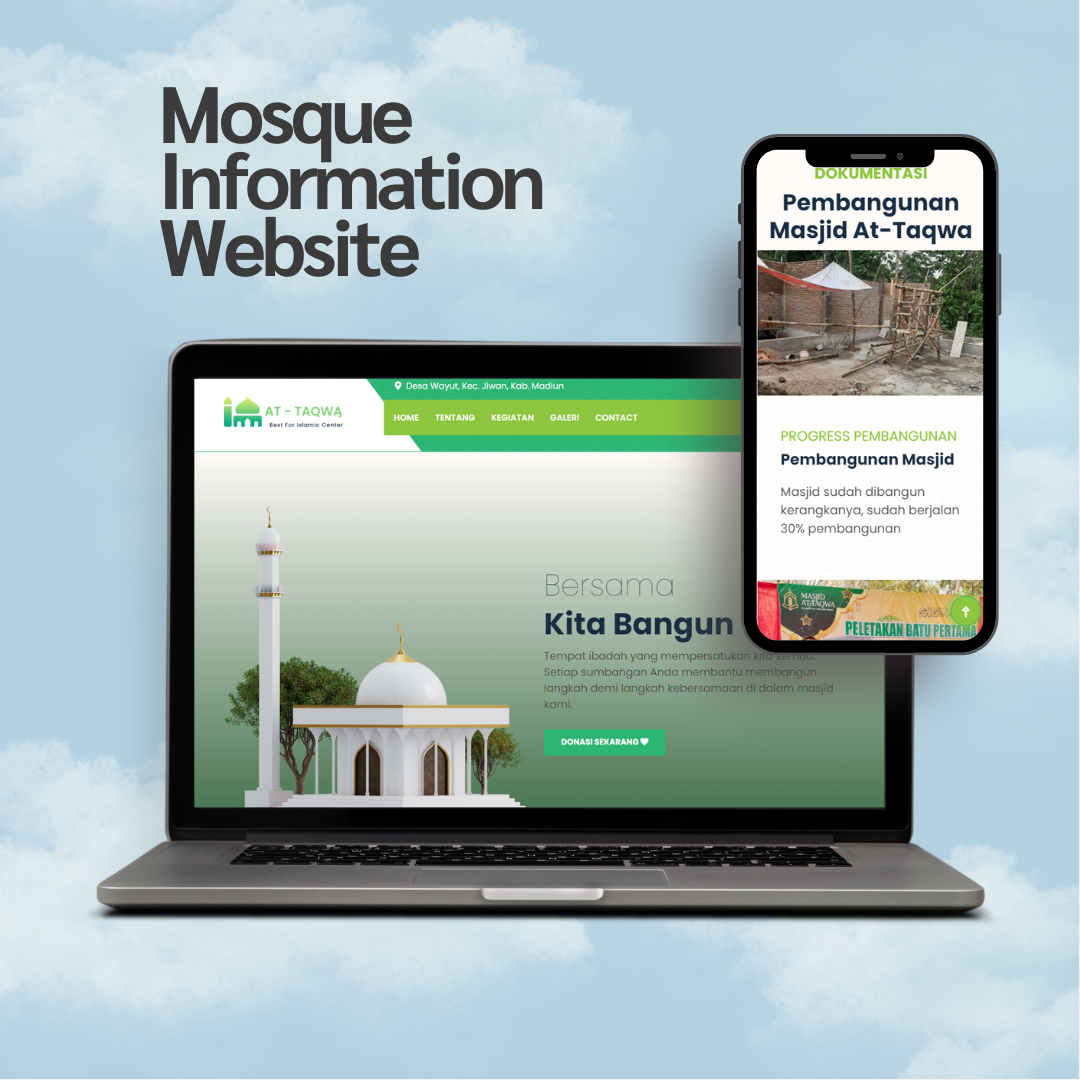 Mosque
Information
Website
DOKUMENTASI
Pembangunan
Masjid At-Taqwa
PROGRESS PEMBANGUNAN
Pembangunan Masjid
Masjid sudah dibangun
kerangkanya, sudah berjalan
30% pembangunan
MASJID
AT-TAQWA
PELETAKAN BATU PERTAMA
Desa Wayut, Kec. Jiwan, Kab. Madiun
AT - TAQWA
Best For Islamic Center
HOME TENTANG KEGIATAN GALERI CONTACT
Bersama
Kita Bangun
Tempat ibadah yang mempersatukan kita semua.
Setiap sumbangan Anda membantu membangun
langkah demi langkah kebersamaan di dalam masjid
kami.
DONASI SEKARANG